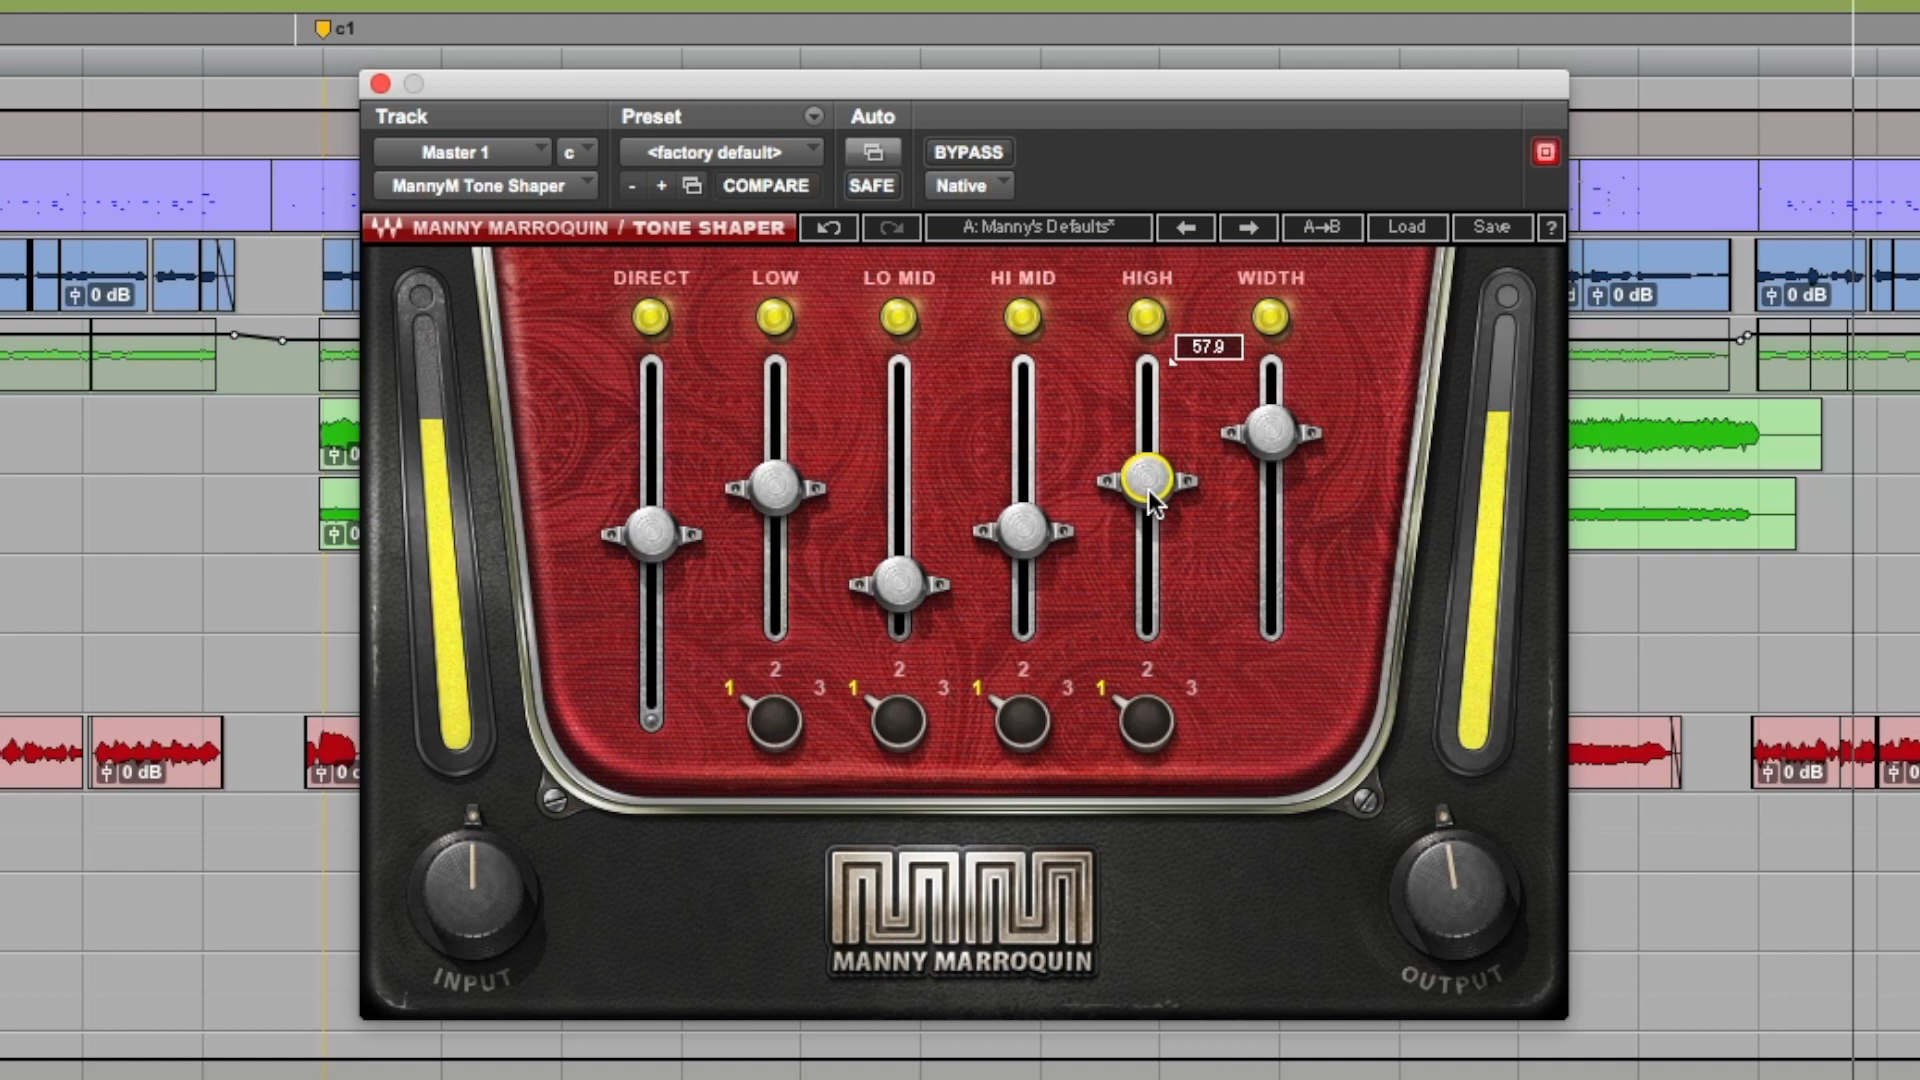 c1
Track Preset Auto
Master 1 c <factory default> BYPASS
MannyM Tone Shaper - + COMPARE SAFE Native
MANNY MARROQUIN / TONE SHAPER A: Manny's Defaults* A→B Load Save ?
DIRECT LOW LO MID HI MID HIGH WIDTH
57.9
0 dB
d 0 dB
0 dB
0
0
1 2 3 1 2 3 1 2 3 1 2 3
0 dB
0 d
0 dB
0
INPUT
MANNY MARROQUIN
OUTPUT